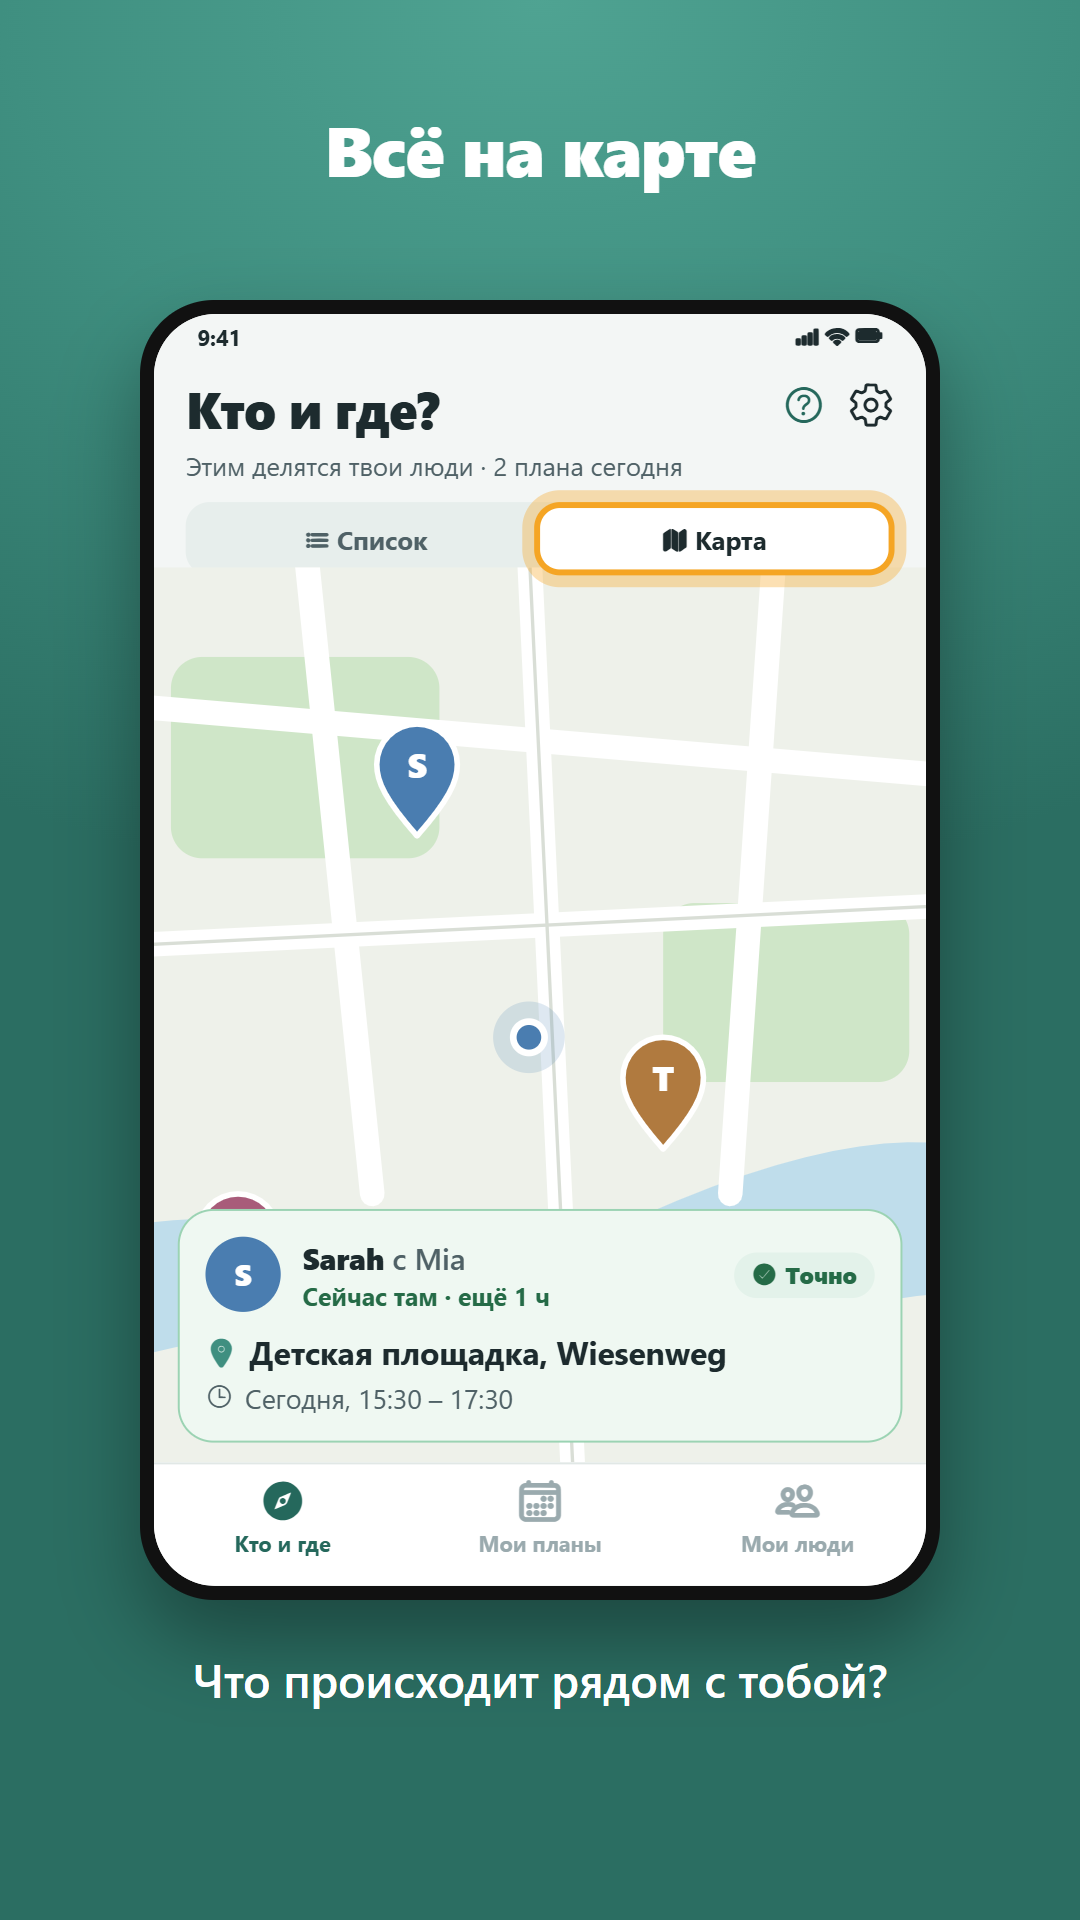 Всё на карте
9:41
Кто и где?
Этим делятся твои люди · 2 плана сегодня
Список
Карта
S
T
S
Sarah с Mia
Точно
Сейчас там · ещё 1 ч
Детская площадка, Wiesenweg
Сегодня, 15:30 – 17:30
Кто и где
Мои планы
Мои люди
Что происходит рядом с тобой?